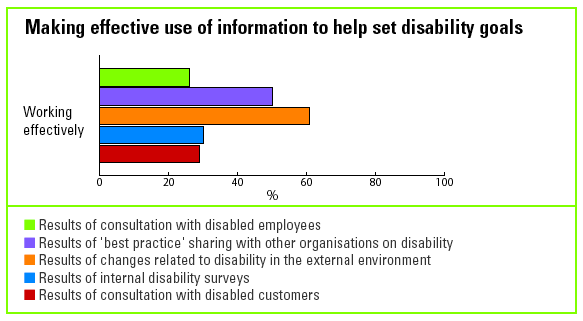 Making effective use of information to help set disability goals
Working
effectively
0 20 40 60 80 100
%
Results of consultation with disabled employees
Results of 'best practice' sharing with other organisations on disability
Results of changes related to disability in the external environment
Results of internal disability surveys
Results of consultation with disabled customers